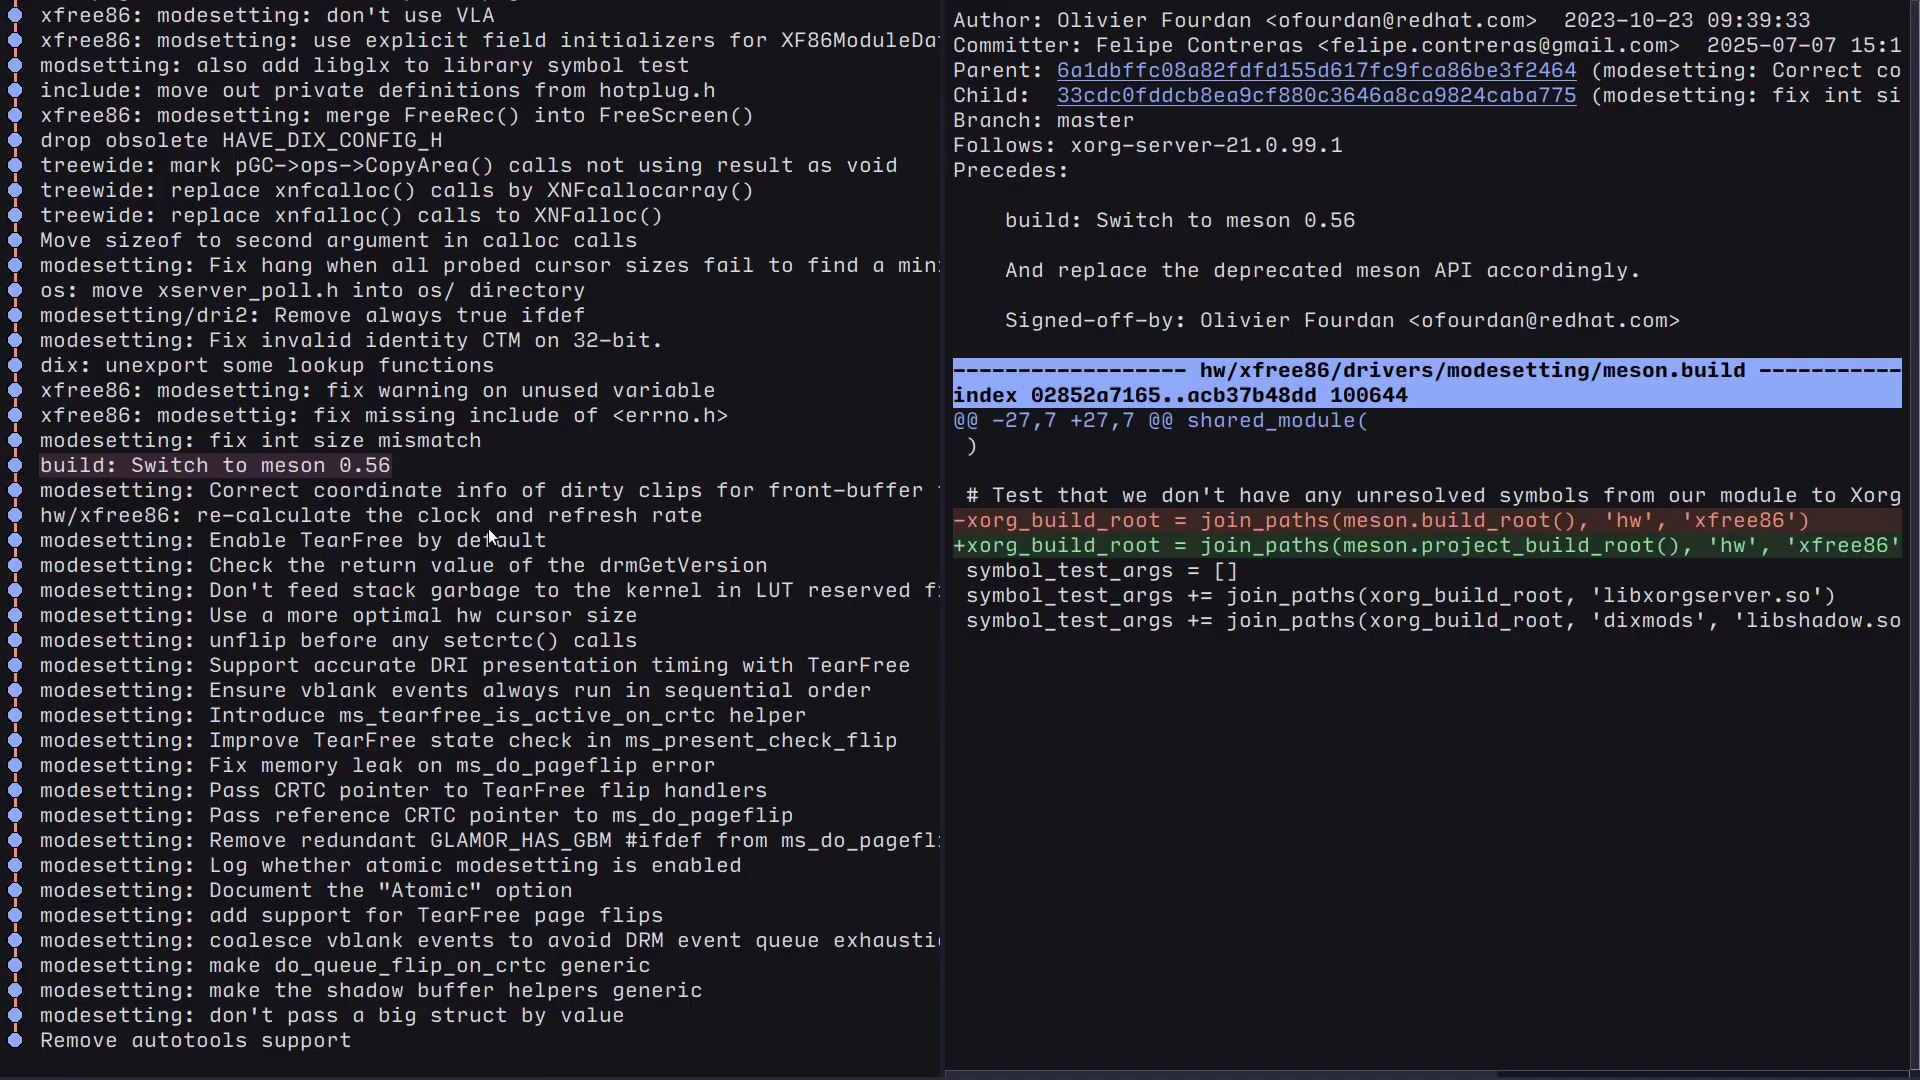 xfree86: modesetting: don't use VLA
xfree86: modsetting: use explicit field initializers for XF86ModuleDa
modsetting: also add libglx to library symbol test
include: move out private definitions from hotplug.h
xfree86: modesetting: merge FreeRec() into FreeScreen()
drop obsolete HAVE_DIX_CONFIG_H
treewide: mark pGC->ops->CopyArea() calls not using result as void
treewide: replace xnfcalloc() calls by XNFcallocarray()
treewide: replace xnfalloc() calls to XNFalloc()
Move sizeof to second argument in calloc calls
modesetting: Fix hang when all probed cursor sizes fail to find a min
os: move xserver_poll.h into os/ directory
modesetting/dri2: Remove always true ifdef
modesetting: Fix invalid identity CTM on 32-bit.
dix: unexport some lookup functions
xfree86: modesetting: fix warning on unused variable
xfree86: modesettig: fix missing include of <errno.h>
modesetting: fix int size mismatch
build: Switch to meson 0.56
modesetting: Correct coordinate info of dirty clips for front-buffer
hw/xfree86: re-calculate the clock and refresh rate
modesetting: Enable TearFree by default
modesetting: Check the return value of the drmGetVersion
modesetting: Don't feed stack garbage to the kernel in LUT reserved f
modesetting: Use a more optimal hw cursor size
modesetting: unflip before any setcrtc() calls
modesetting: Support accurate DRI presentation timing with TearFree
modesetting: Ensure vblank events always run in sequential order
modesetting: Introduce ms_tearfree_is_active_on_crtc helper
modesetting: Improve TearFree state check in ms_present_check_flip
modesetting: Fix memory leak on ms_do_pageflip error
modesetting: Pass CRTC pointer to TearFree flip handlers
modesetting: Pass reference CRTC pointer to ms_do_pageflip
modesetting: Remove redundant GLAMOR_HAS_GBM #ifdef from ms_do_pagefl
modesetting: Log whether atomic modesetting is enabled
modesetting: Document the "Atomic" option
modesetting: add support for TearFree page flips
modesetting: coalesce vblank events to avoid DRM event queue exhausti
modesetting: make do_queue_flip_on_crtc generic
modesetting: make the shadow buffer helpers generic
modesetting: don't pass a big struct by value
Remove autotools support
Author: Olivier Fourdan <ofourdan@redhat.com>  2023-10-23 09:39:33
Committer: Felipe Contreras <felipe.contreras@gmail.com>  2025-07-07 15:1
Parent: 6a1dbffc08a82fdfd155d617fc9fca86be3f2464 (modesetting: Correct co
Child:  33cdc0fddcb8ea9cf880c3646a8ca9824caba775 (modesetting: fix int si
Branch: master
Follows: xorg-server-21.0.99.1
Precedes:
build: Switch to meson 0.56
And replace the deprecated meson API accordingly.
Signed-off-by: Olivier Fourdan <ofourdan@redhat.com>
------------------ hw/xfree86/drivers/modesetting/meson.build -----------
index 02852a7165..acb37b48dd 100644
@@ -27,7 +27,7 @@ shared_module(
)
# Test that we don't have any unresolved symbols from our module to Xorg
-xorg_build_root = join_paths(meson.build_root(), 'hw', 'xfree86')
+xorg_build_root = join_paths(meson.project_build_root(), 'hw', 'xfree86'
symbol_test_args = []
symbol_test_args += join_paths(xorg_build_root, 'libxorgserver.so')
symbol_test_args += join_paths(xorg_build_root, 'dixmods', 'libshadow.so